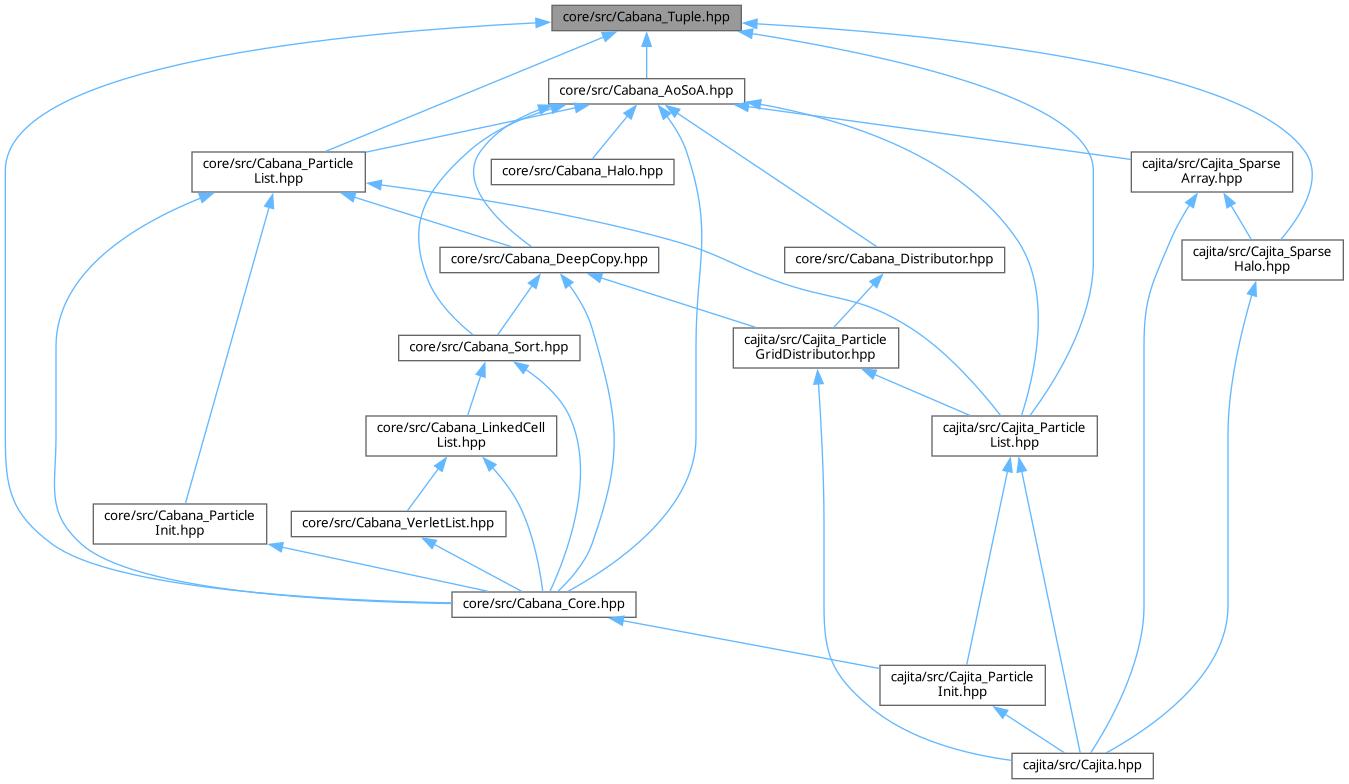 core/src/Cabana_Tuple.hpp
core/src/Cabana_AoSoA.hpp
core/src/Cabana_Particle
List.hpp
core/src/Cabana_Halo.hpp
cajita/src/Cajita_Sparse
Array.hpp
core/src/Cabana_DeepCopy.hpp
core/src/Cabana_Distributor.hpp
cajita/src/Cajita_Sparse
Halo.hpp
core/src/Cabana_Sort.hpp
cajita/src/Cajita_Particle
GridDistributor.hpp
core/src/Cabana_LinkedCell
List.hpp
cajita/src/Cajita_Particle
List.hpp
core/src/Cabana_Particle
Init.hpp
core/src/Cabana_VerletList.hpp
core/src/Cabana_Core.hpp
cajita/src/Cajita_Particle
Init.hpp
cajita/src/Cajita.hpp